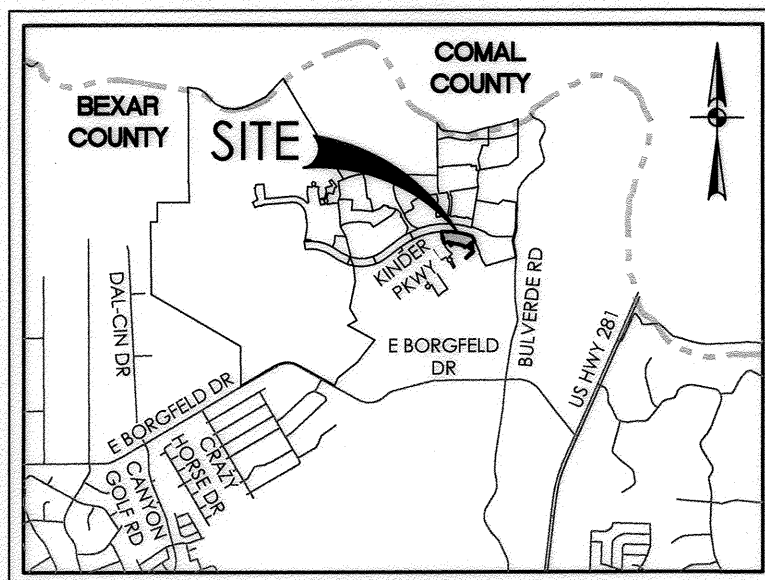 COMAL
COUNTY
BEXAR
COUNTY
SITE
KINDER
PKWY
DAL-CIN DR
BULVERDE RD
US HWY 281
E BORGFELD
DR
E BORGFELD DR
CRAZY
HORSE DR
CANYON
GOLF RD